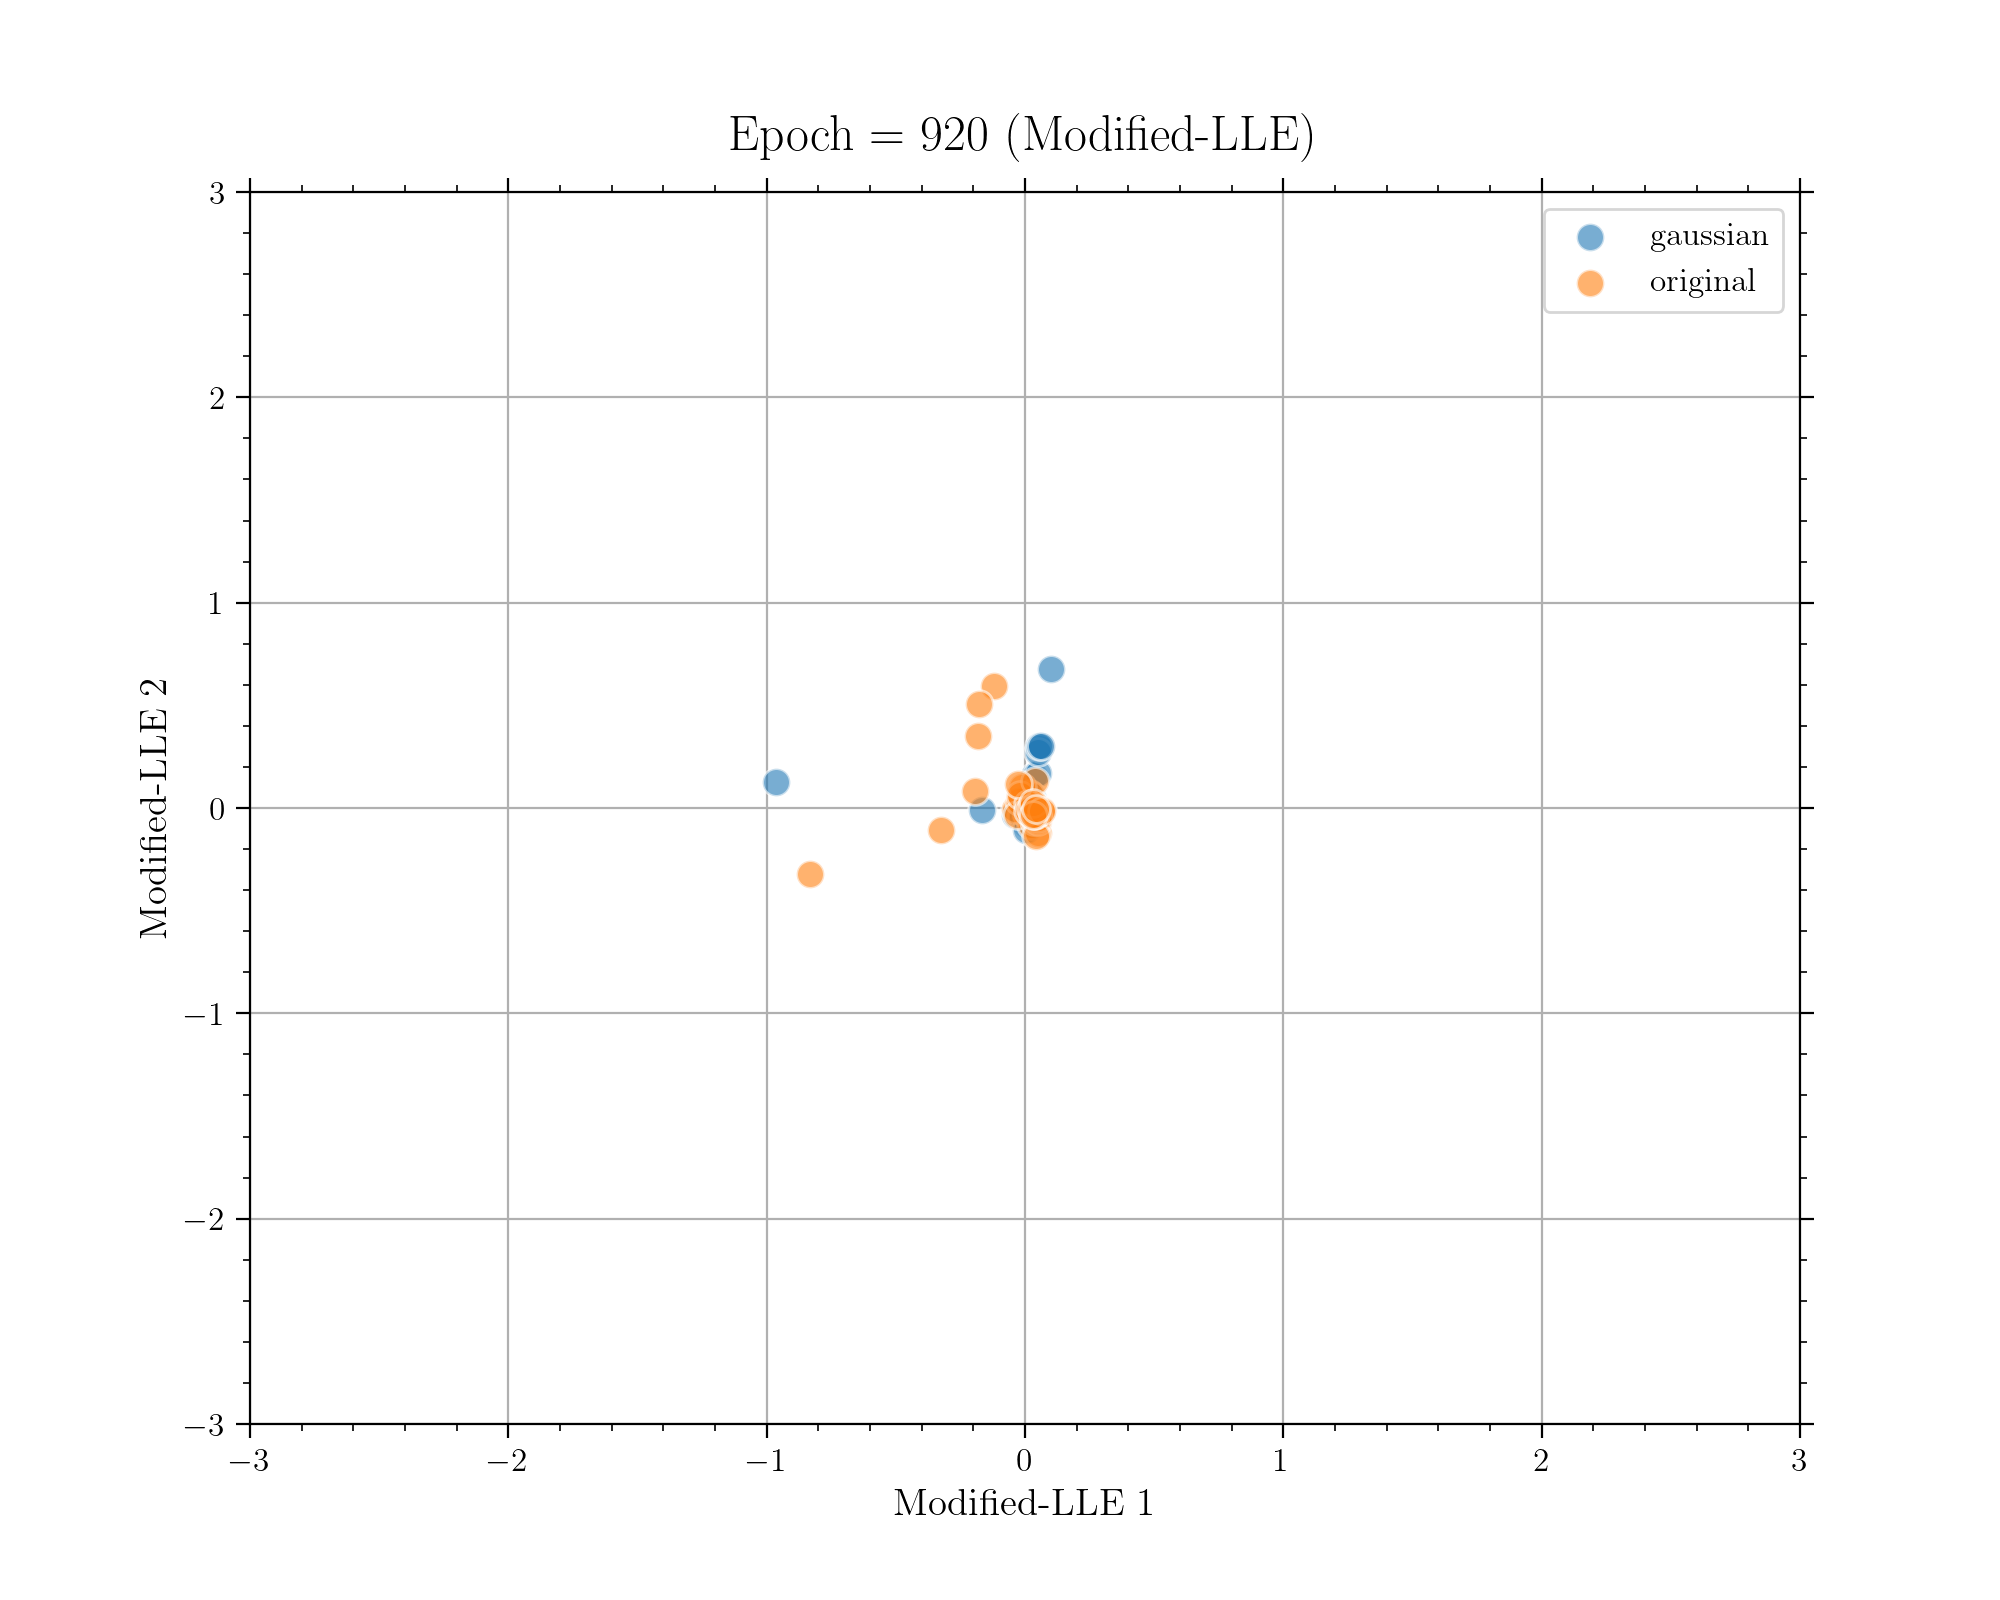 Epoch = 920 (Modified-LLE)
gaussian
original
3
2
1
0
−1
−2
−3
Modified-LLE 2
−3
−2
−1
0
1
2
3
Modified-LLE 1